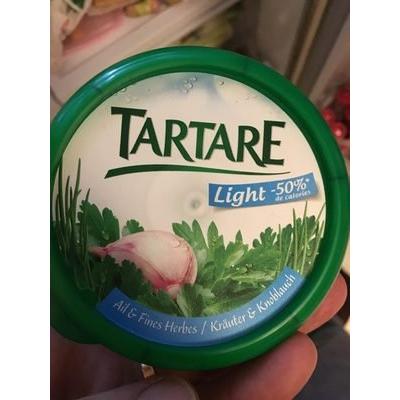 TARTARE
Light -50%*
de calories
Ail & Fines Herbes / Kräuter & Knoblauch